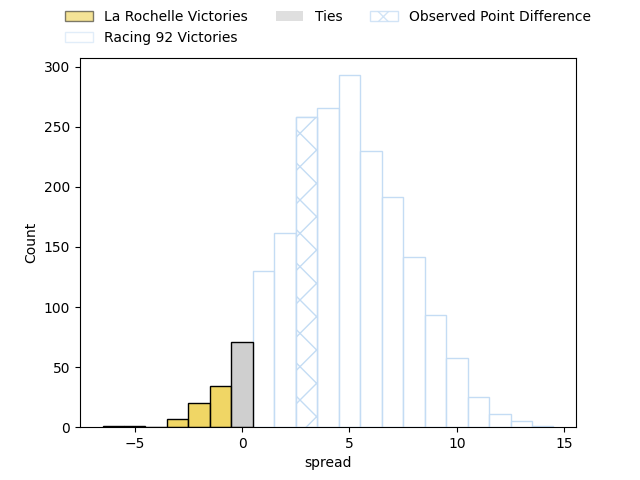 La Rochelle Victories
Ties
Observed Point Difference
Racing 92 Victories
300
250
200
150
100
50
0
Count
−5
0
5
10
15
spread